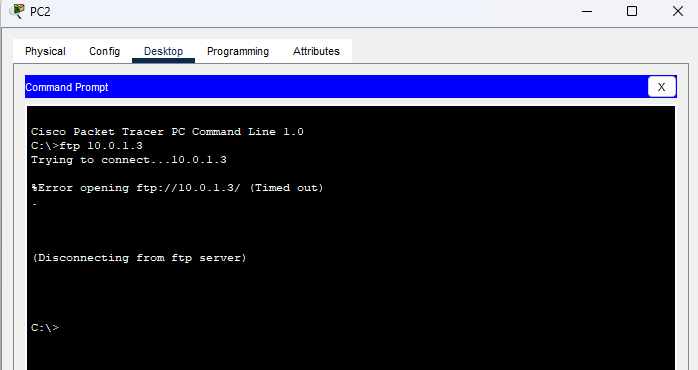 PC2
Physical Config Desktop Programming Attributes
Command Prompt
X
Cisco Packet Tracer PC Command Line 1.0
C:\>ftp 10.0.1.3
Trying to connect...10.0.1.3
%Error opening ftp://10.0.1.3/ (Timed out)
.
(Disconnecting from ftp server)
C:\>